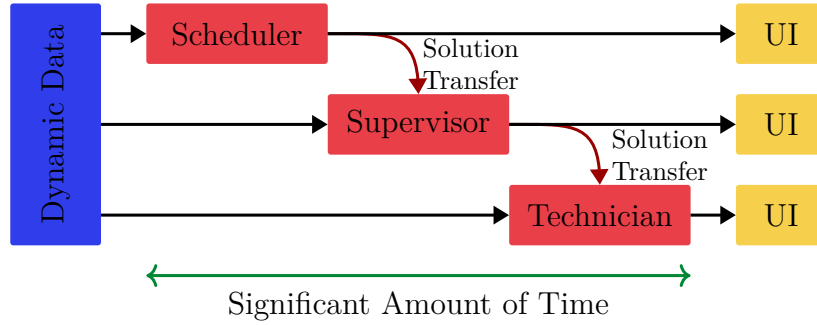 Dynamic Data
Scheduler
UI
Solution
Transfer
Supervisor
UI
Solution
Transfer
Technician
UI
Significant Amount of Time